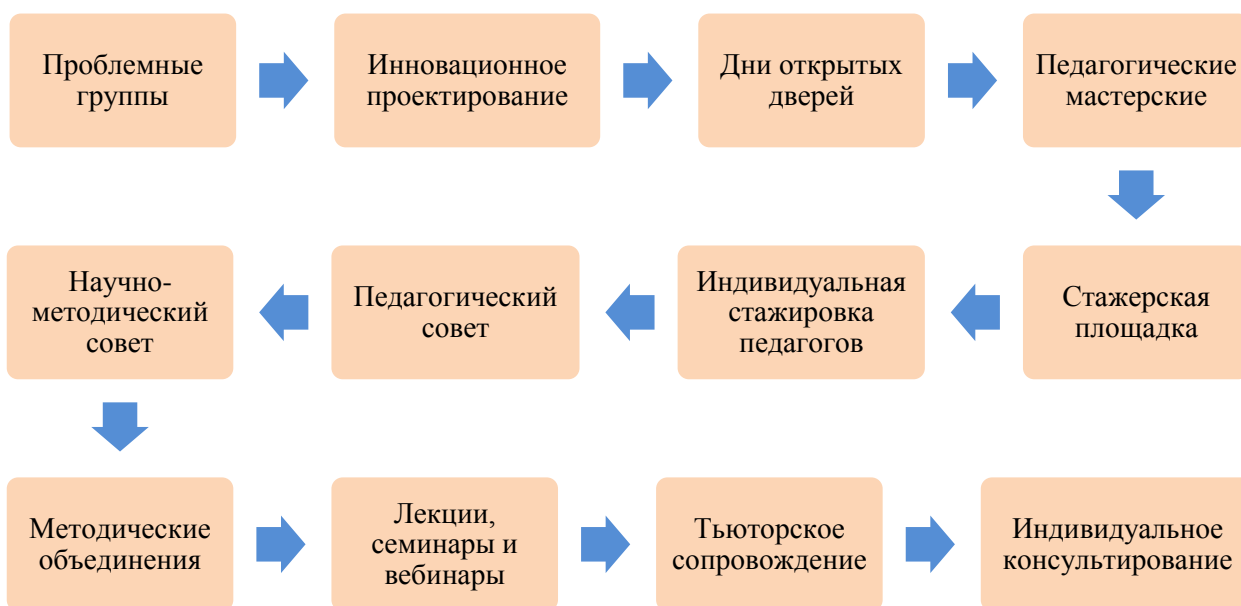 Проблемные
группы
Инновационное
проектирование
Дни открытых
дверей
Педагогические
мастерские
Стажерская
площадка
Индивидуальная
стажировка
педагогов
Педагогический
совет
Научно-
методический
совет
Методические
объединения
Лекции,
семинары и
вебинары
Тьюторское
сопровождение
Индивидуальное
консультирование